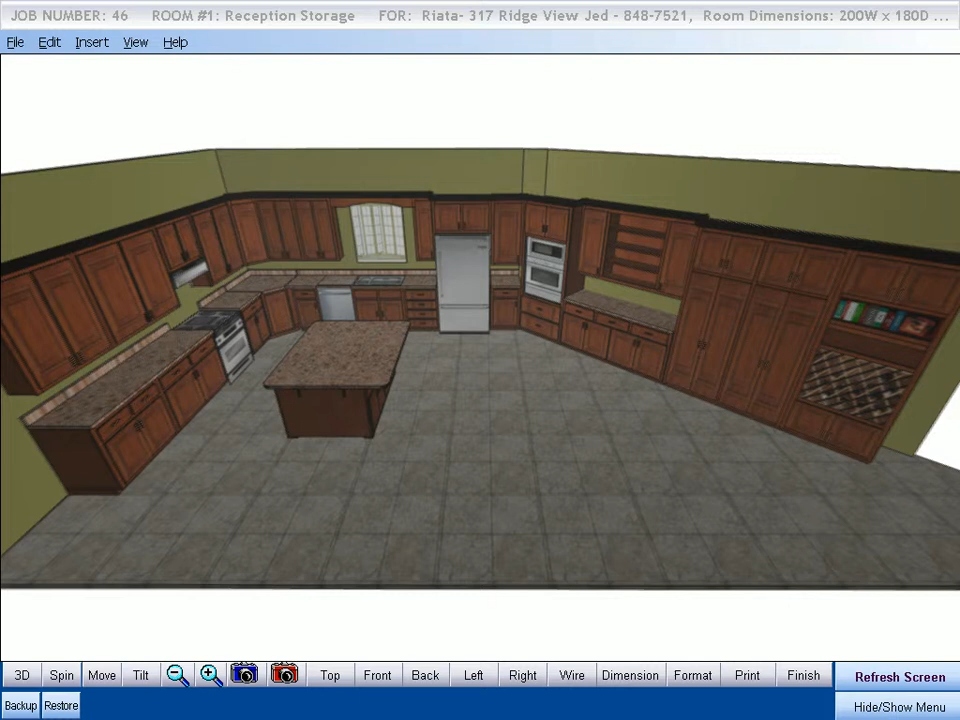 JOB NUMBER: 46 ROOM #1: Reception Storage FOR: Riata- 317 Ridge View Jed - 848-7521, Room Dimensions: 200W x 180D ...
File Edit Insert View Help
3D Spin Move Tilt Top Front Back Left Right Wire Dimension Format Print Finish Refresh Screen
Backup Restore Hide/Show Menu